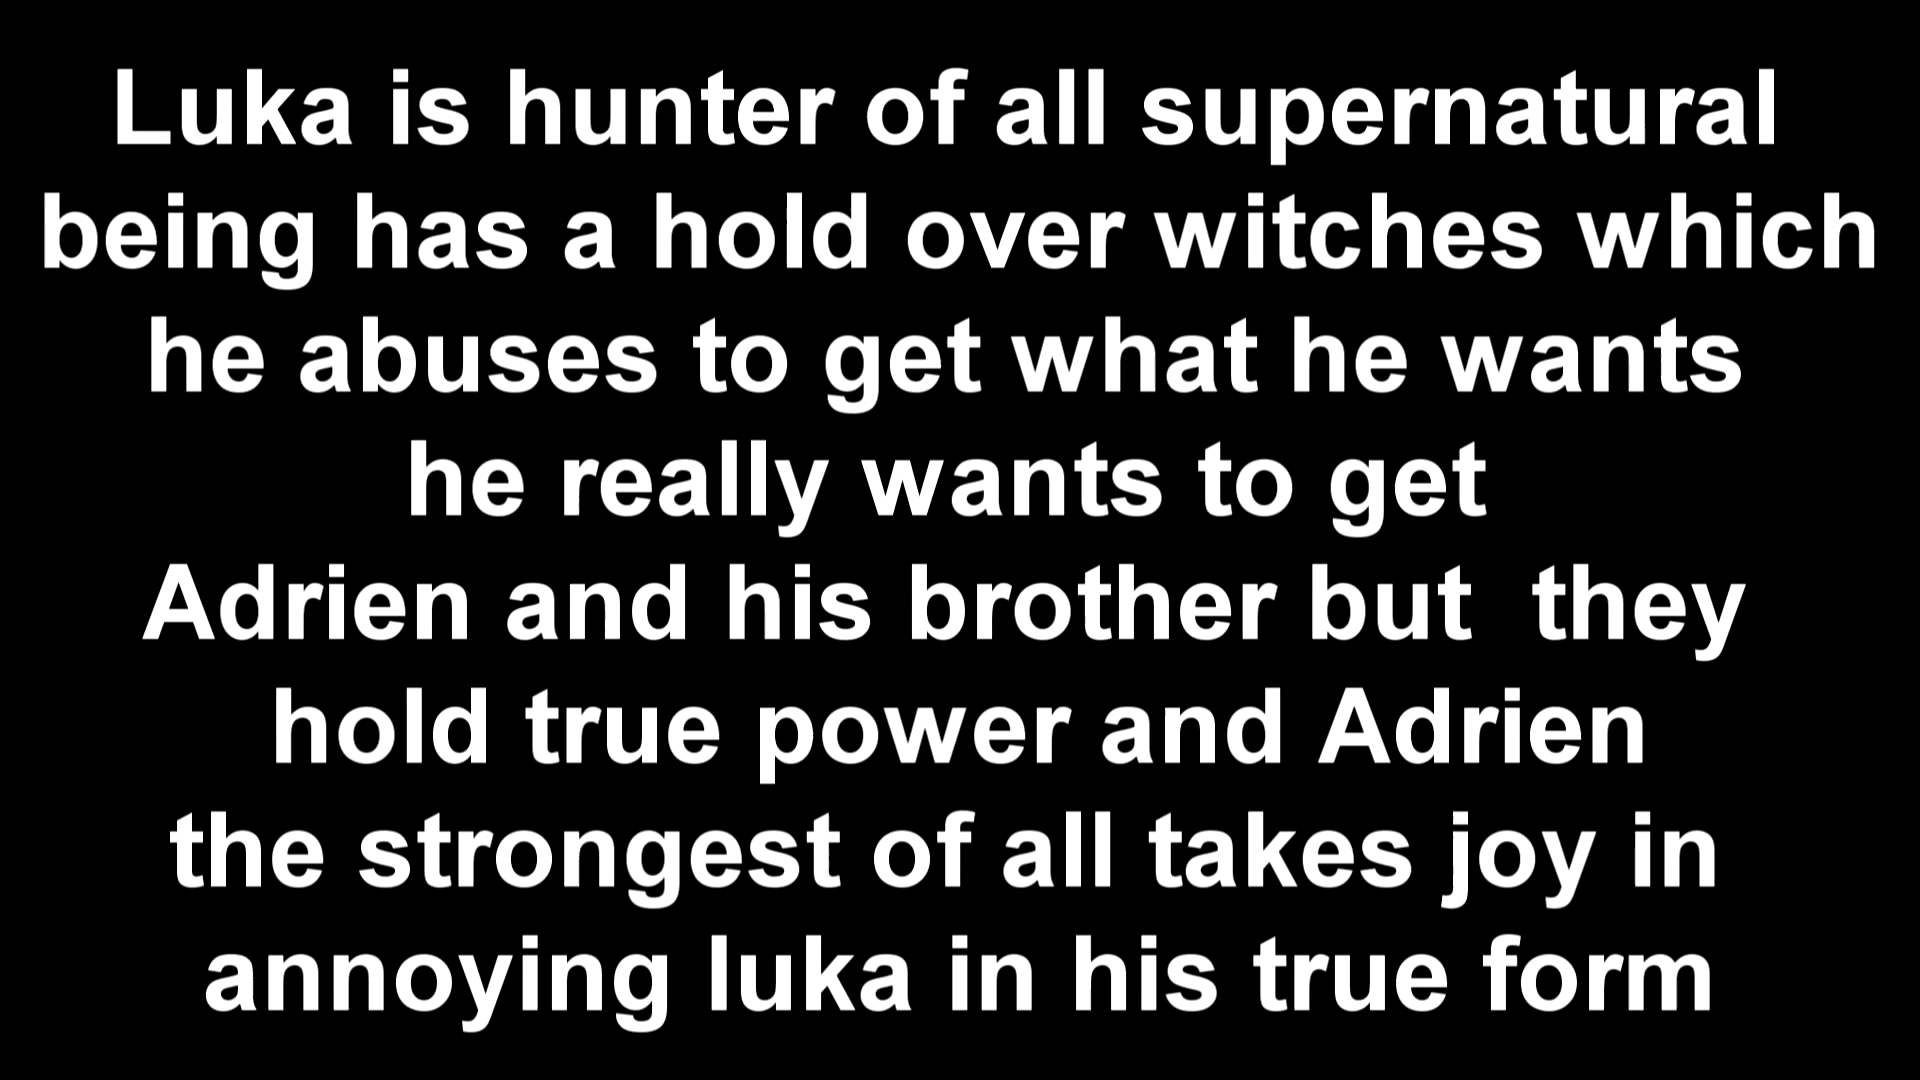 Luka is hunter of all supernatural
being has a hold over witches which
he abuses to get what he wants
he really wants to get
Adrien and his brother but  they
hold true power and Adrien
the strongest of all takes joy in
annoying luka in his true form